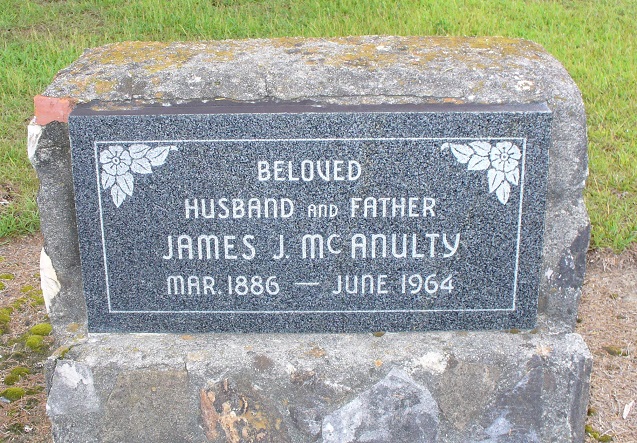 BELOVED
HUSBAND AND FATHER
JAMES J. MCANULTY
MAR. 1886 — JUNE 1964